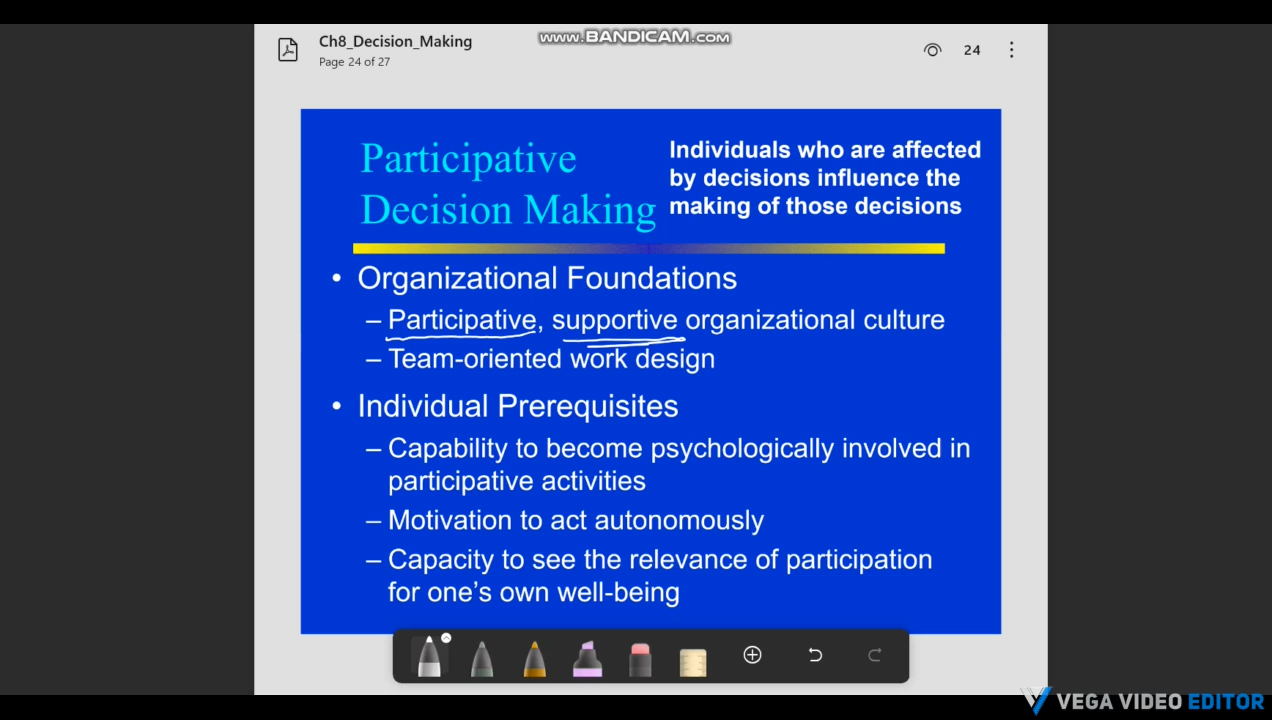 Ch8_Decision_Making
www.BANDICAM.com
Page 24 of 27
24
Participative
Decision Making
Individuals who are affected
by decisions influence the
making of those decisions
• Organizational Foundations
– Participative, supportive organizational culture
– Team-oriented work design
• Individual Prerequisites
– Capability to become psychologically involved in
participative activities
– Motivation to act autonomously
– Capacity to see the relevance of participation
for one’s own well-being
VEGA VIDEO EDITOR